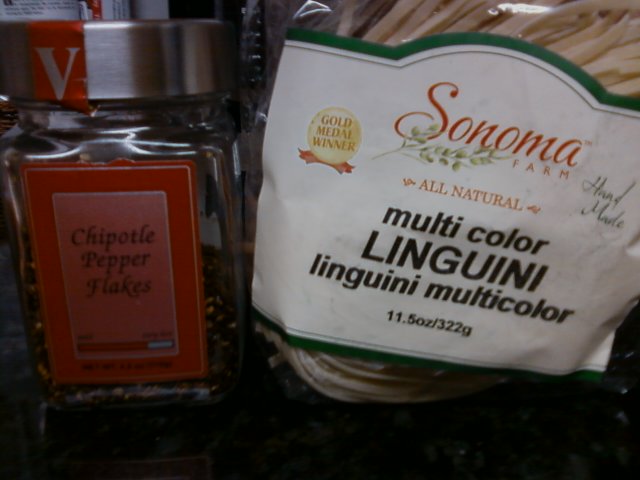 V
Chipotle
Pepper
Flakes
GOLD
MEDAL
WINNER
Sonoma
FARM
ALL NATURAL
Hand
Made
multi color
LINGUINI
linguini multicolor
11.5oz/322g